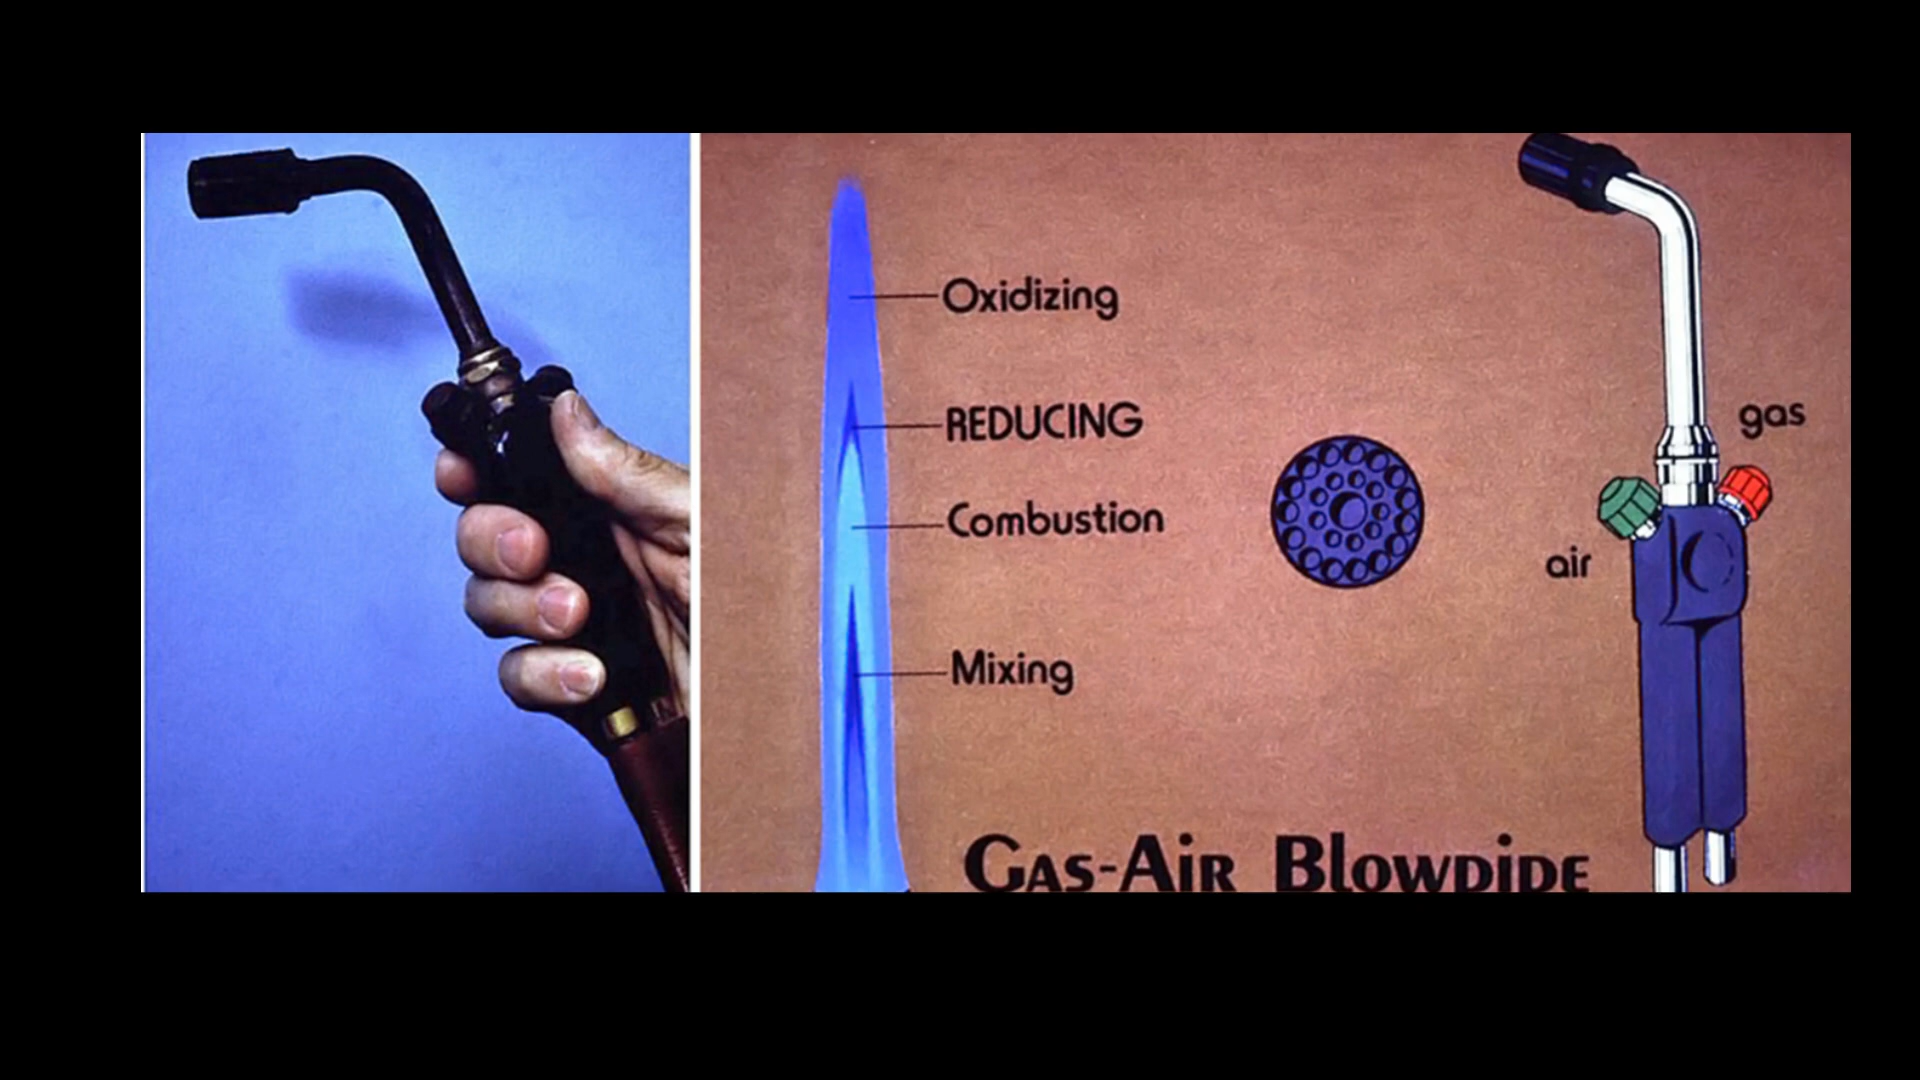 Oxidizing
REDUCING
Combustion
Mixing
gas
air
Gas-Air Blowpipe